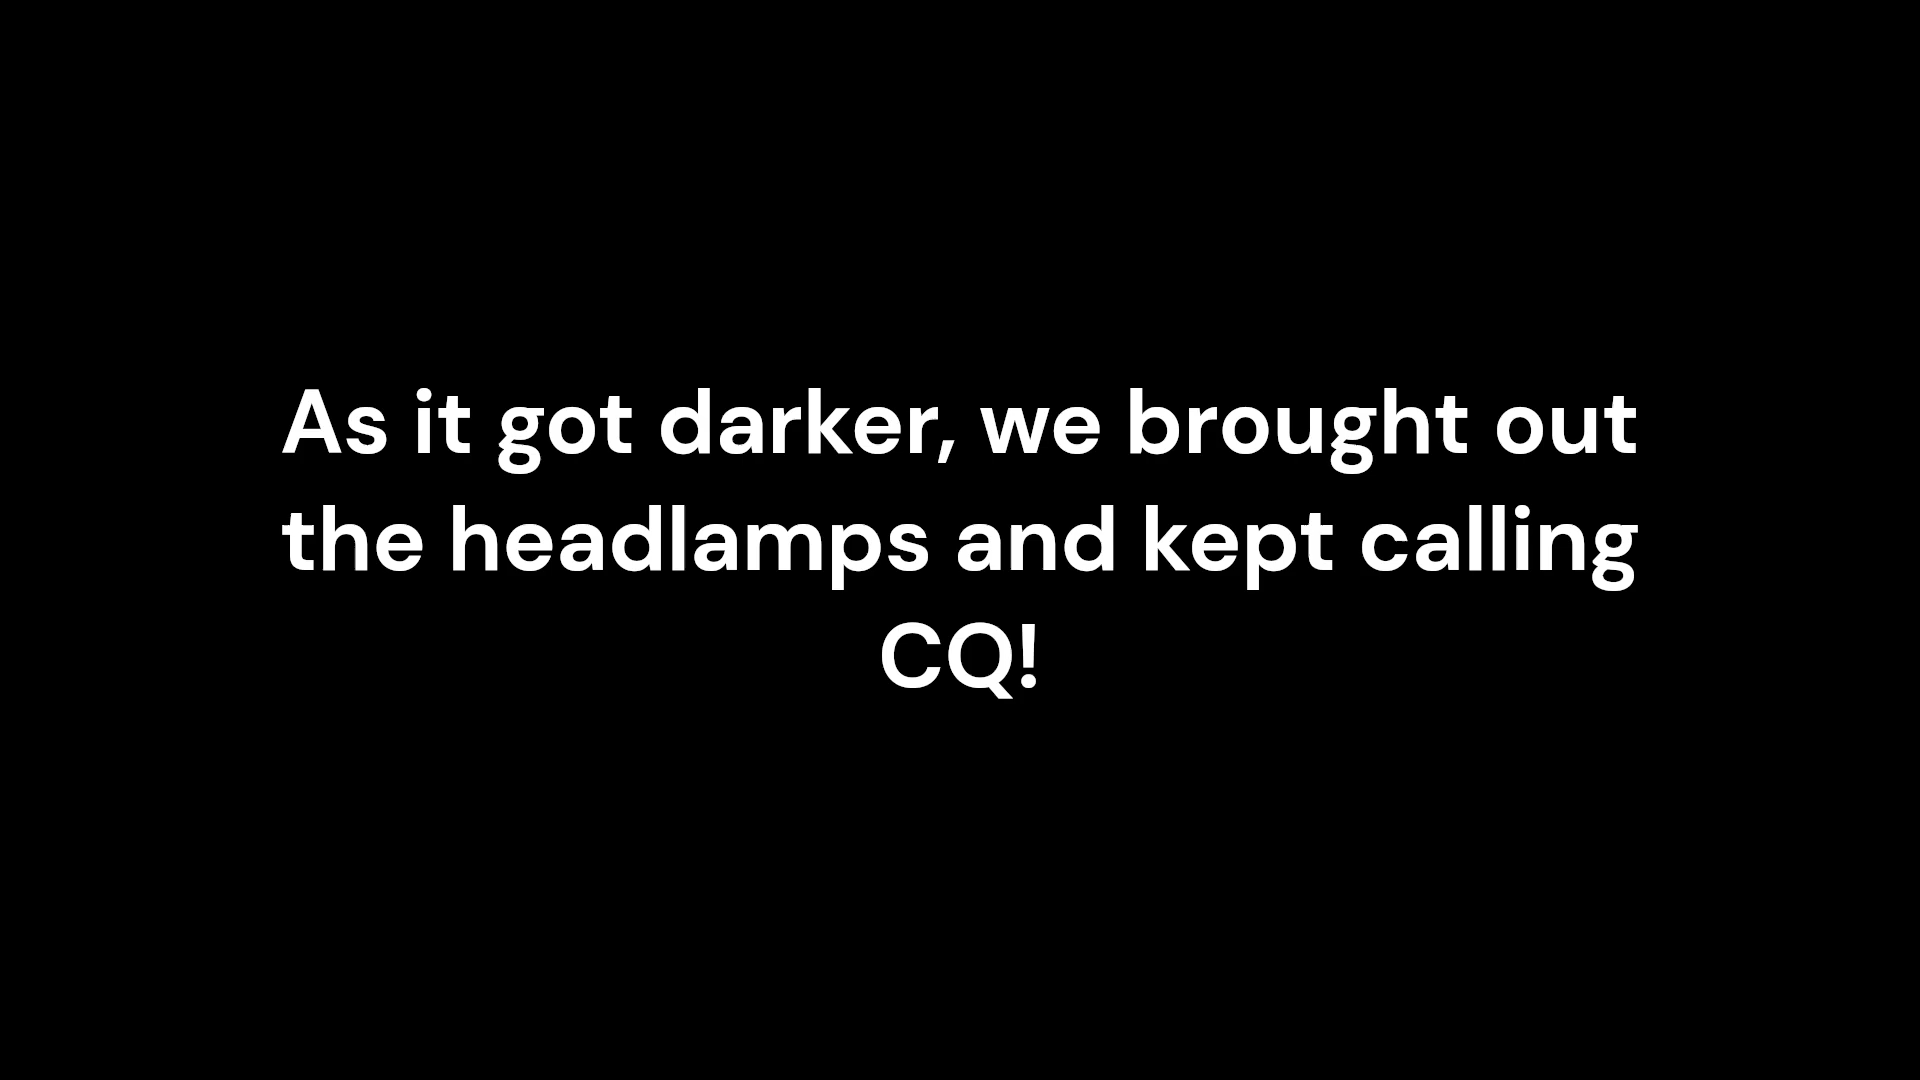 As it got darker, we brought out
the headlamps and kept calling
CQ!